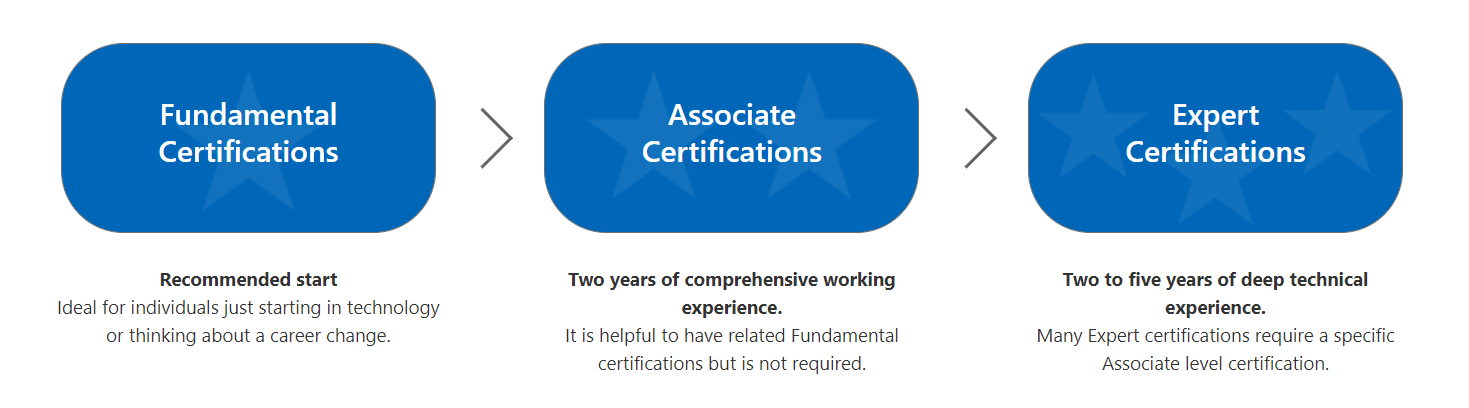 Fundamental
Certifications
Recommended start
Ideal for individuals just starting in technology
or thinking about a career change.
Associate
Certifications
Two years of comprehensive working
experience.
It is helpful to have related Fundamental
certifications but is not required.
Expert
Certifications
Two to five years of deep technical
experience.
Many Expert certifications require a specific
Associate level certification.